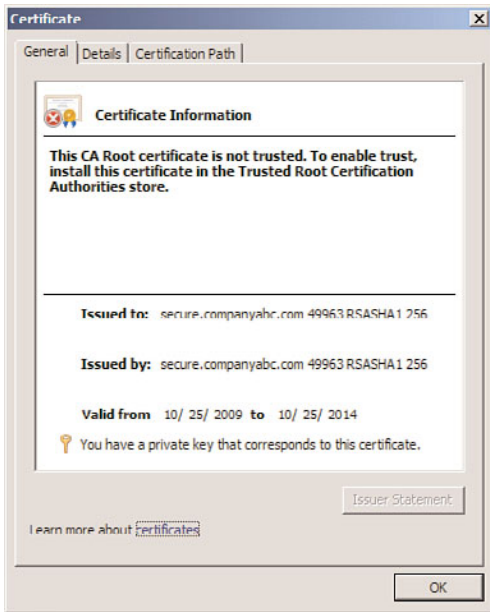 Certificate
General
Details
Certification Path
Certificate Information
This CA Root certificate is not trusted. To enable trust,
install this certificate in the Trusted Root Certification
Authorities store.
Issued to: secure.companyabc.com 49963 RSASHA1 256
Issued by: secure.companyabc.com 49963 RSASHA1 256
Valid from 10/ 25/ 2009 to 10/ 25/ 2014
You have a private key that corresponds to this certificate.
Issuer Statement
Learn more about certificates
OK